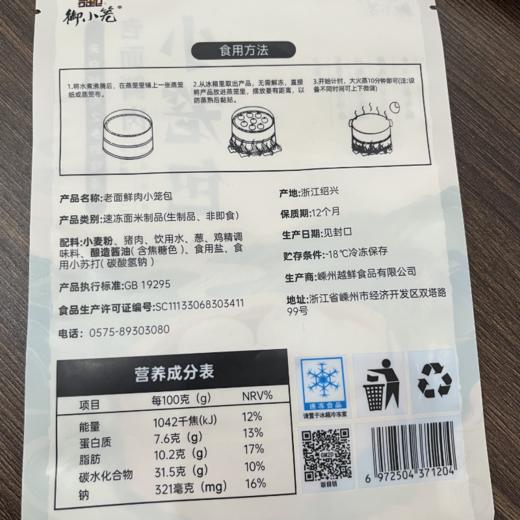 御小笼
食用方法
1.将水煮沸腾后，在蒸笼里铺上一张蒸笼纸或蒸笼布。
2.从冰箱里取出产品，无需解冻，直接将产品放进蒸笼里，摆放要有距离，以防蒸熟后黏贴。
3.开始计时，大火蒸10分钟即可(注:设备不同时间可上下微调)
产品名称:老面鲜肉小笼包
产品类别:速冻面米制品(生制品、非即食)
配料:小麦粉、猪肉、饮用水、葱、鸡精调味料、酿造酱油(含焦糖色)、食用盐、食用小苏打(碳酸氢钠)
产品执行标准:GB 19295
食品生产许可证编号:SC11133068303411
电话: 0575-89303080
产地:浙江绍兴
保质期:12个月
生产日期:见封口
贮存条件:-18℃冷冻保存
生产商:嵊州越鲜食品有限公司
地址:浙江省嵊州市经济开发区双塔路99号
营养成分表
项目 每100克(g) NRV%
能量 1042千焦(kJ) 12%
蛋白质 7.6克(g) 13%
脂肪 10.2克(g) 17%
碳水化合物 31.5克(g) 10%
钠 321毫克(mg) 16%
速冻食品
请置于冰箱冷冻室
6 972504 371204